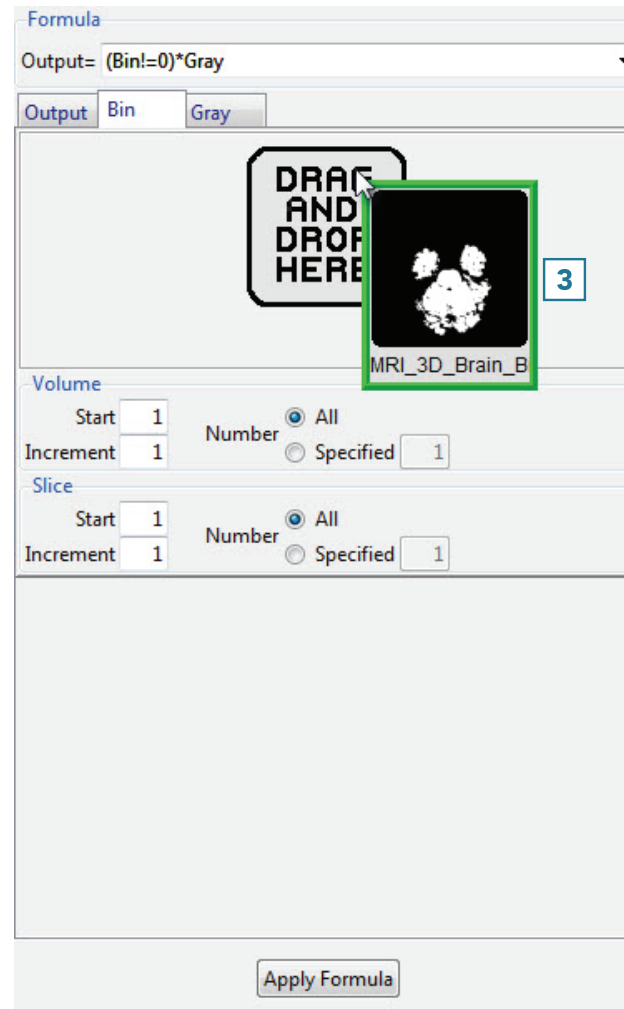 Formula
Output= (Bin!=0)*Gray
Output Bin Gray
DRAG
AND
DROP
HERE
3
MRI_3D_Brain_B
Volume
Start 1
Number All
Increment 1
Specified 1
Slice
Start 1
Number All
Increment 1
Specified 1
Apply Formula